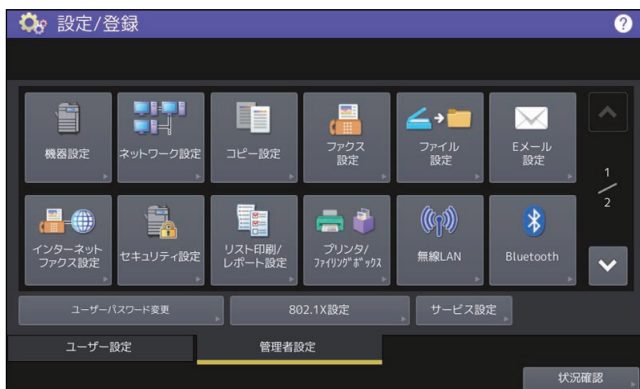 設定/登録
?
機器設定
ネットワーク設定
コピー設定
ファクス
設定
ファイル
設定
Eメール
設定
1
/
2
インターネット
ファクス設定
セキュリティ設定
リスト印刷/
レポート設定
プリンタ/
ファイリングボックス
無線LAN
Bluetooth
ユーザーパスワード変更
802.1X設定
サービス設定
ユーザー設定
管理者設定
状況確認